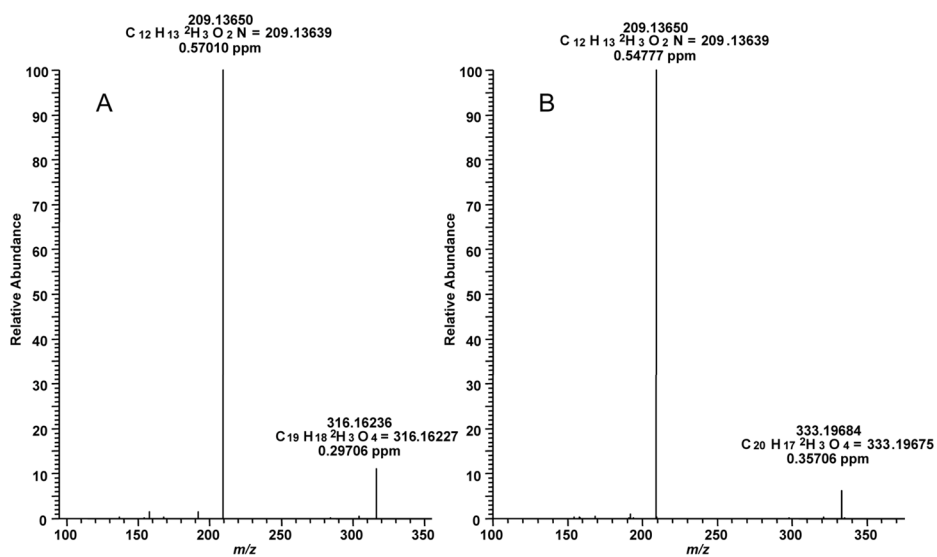 209.13650
C 12 H 13 ²H 3 O 2 N = 209.13639
0.57010 ppm
A
100
90
80
70
60
50
40
30
20
10
0
Relative Abundance
316.16236
C 19 H 18 ²H 3 O 4 = 316.16227
0.29706 ppm
100
150
200
250
300
350
m/z
209.13650
C 12 H 13 ²H 3 O 2 N = 209.13639
0.54777 ppm
B
100
90
80
70
60
50
40
30
20
10
0
Relative Abundance
333.19684
C 20 H 17 ²H 3 O 4 = 333.19675
0.35706 ppm
100
150
200
250
300
350
m/z